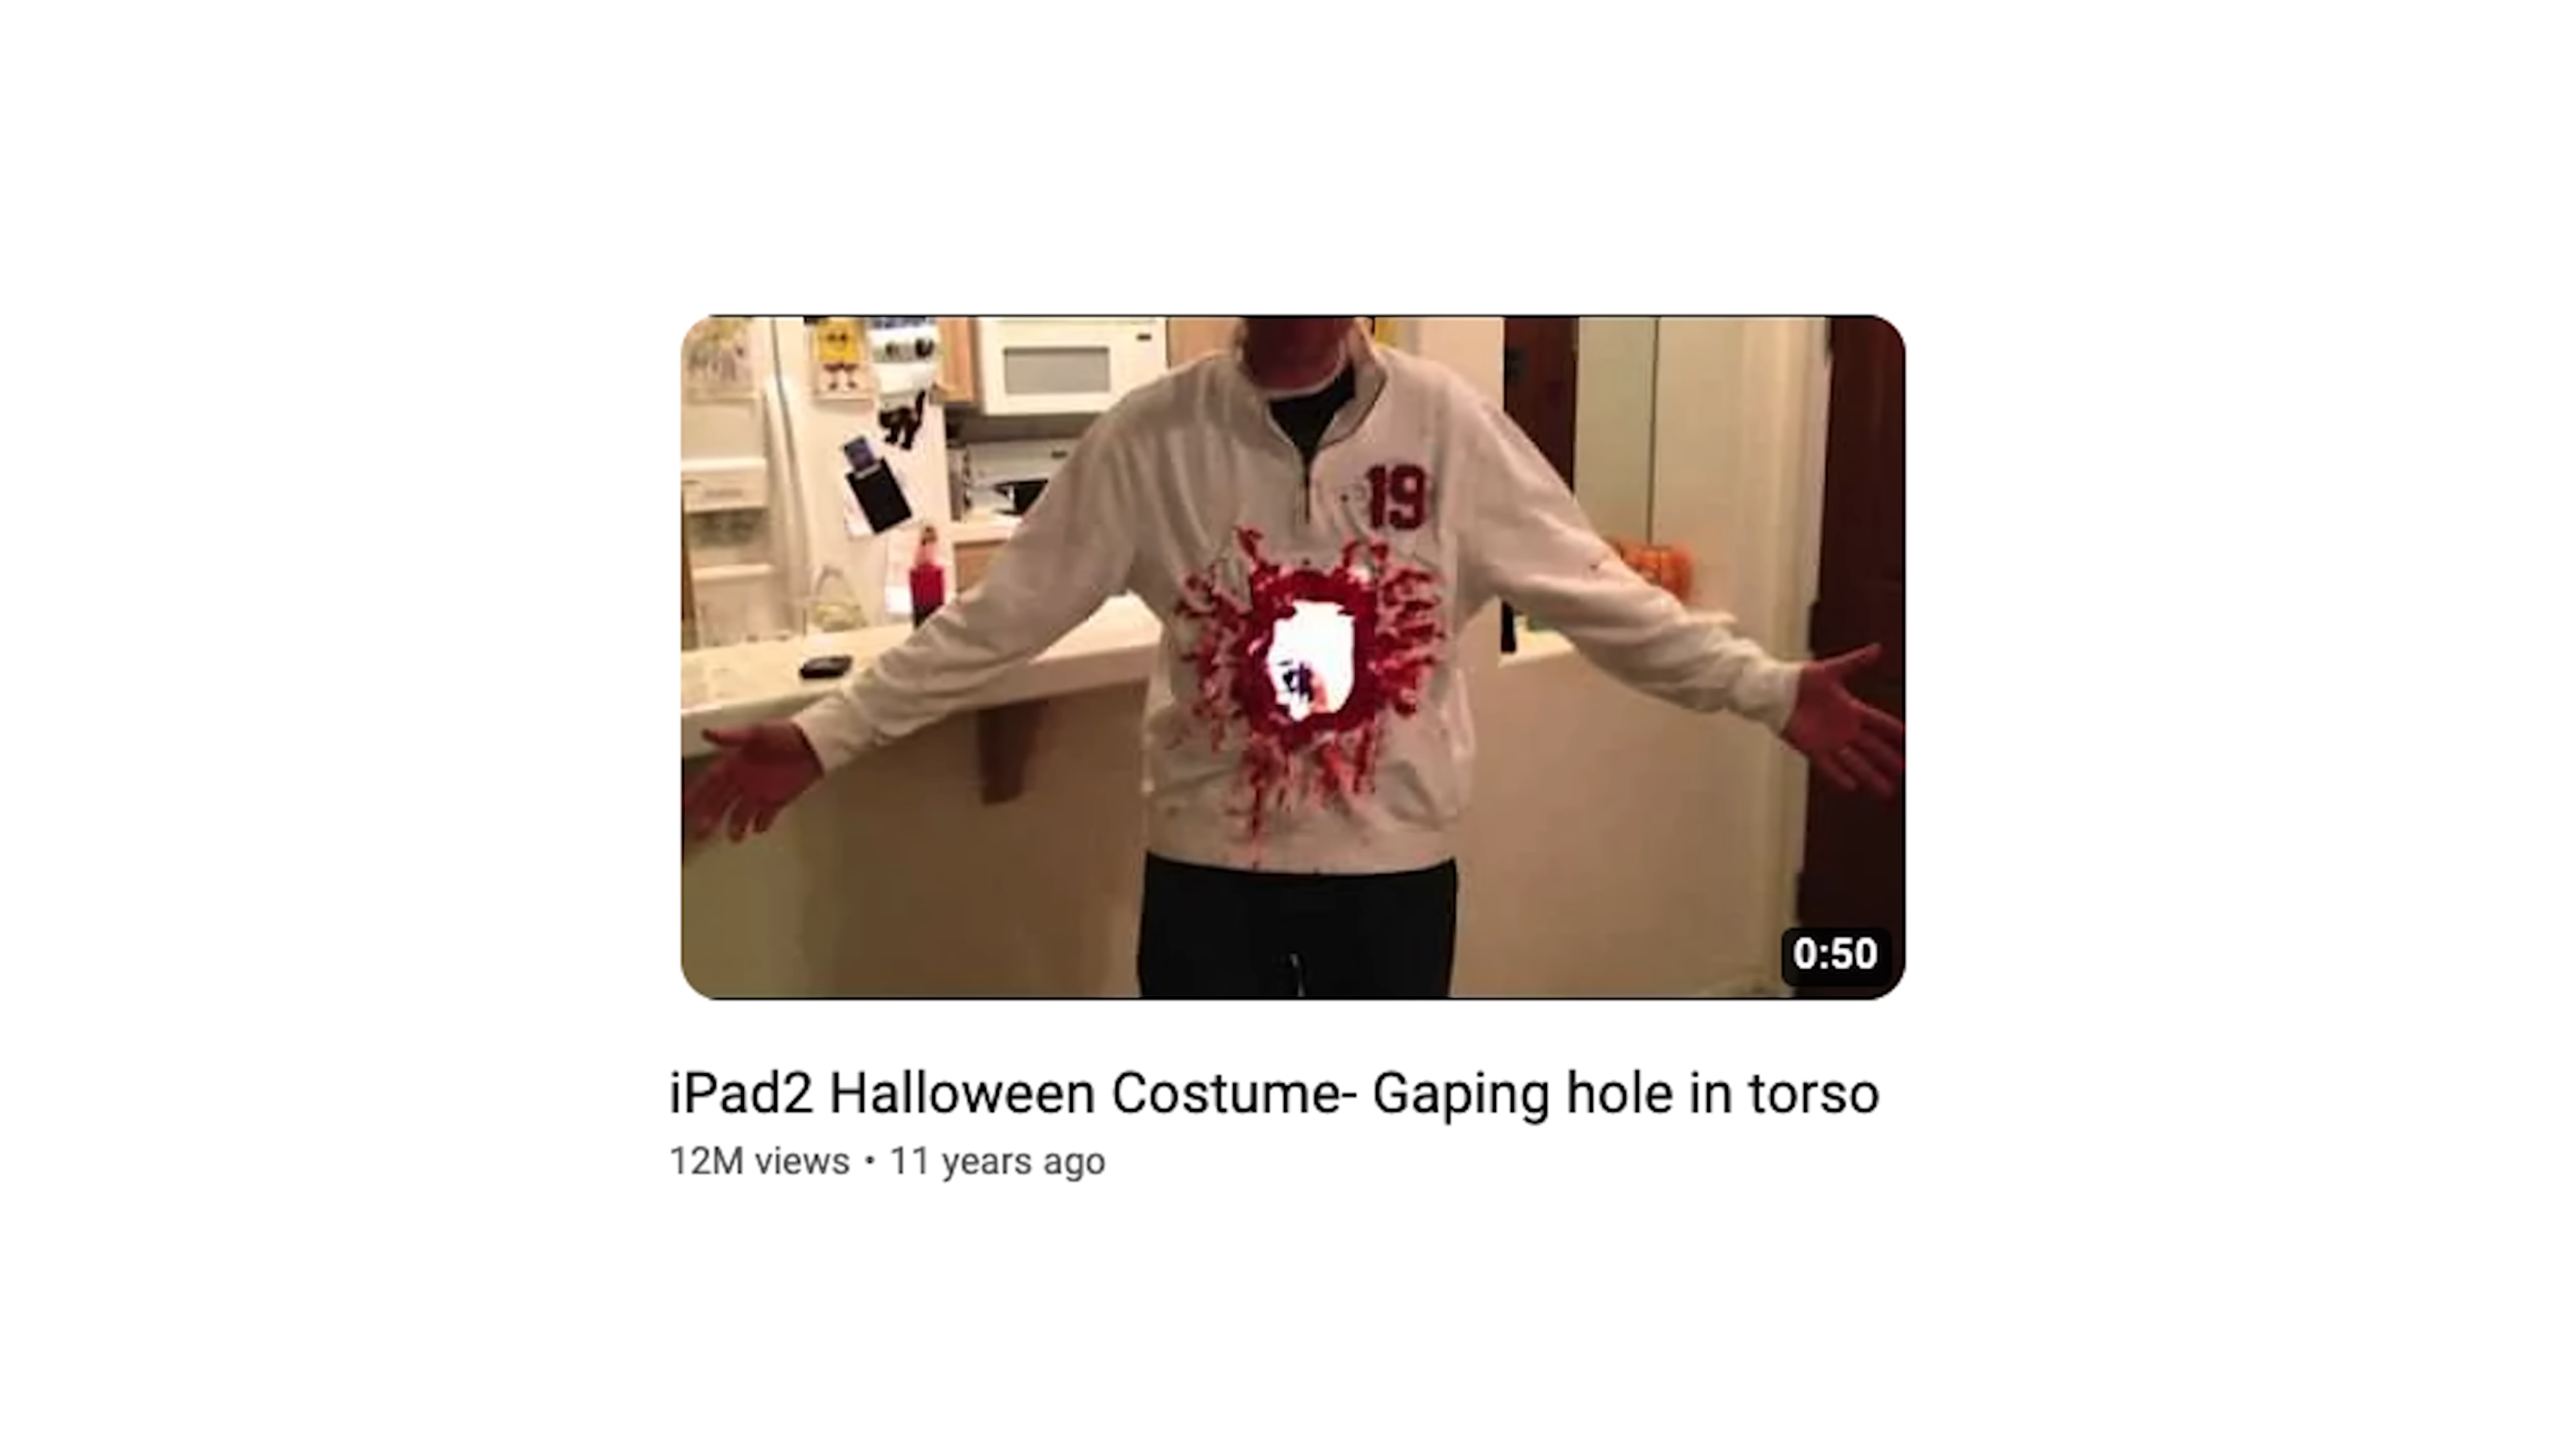 19
0:50
iPad2 Halloween Costume- Gaping hole in torso
12M views • 11 years ago